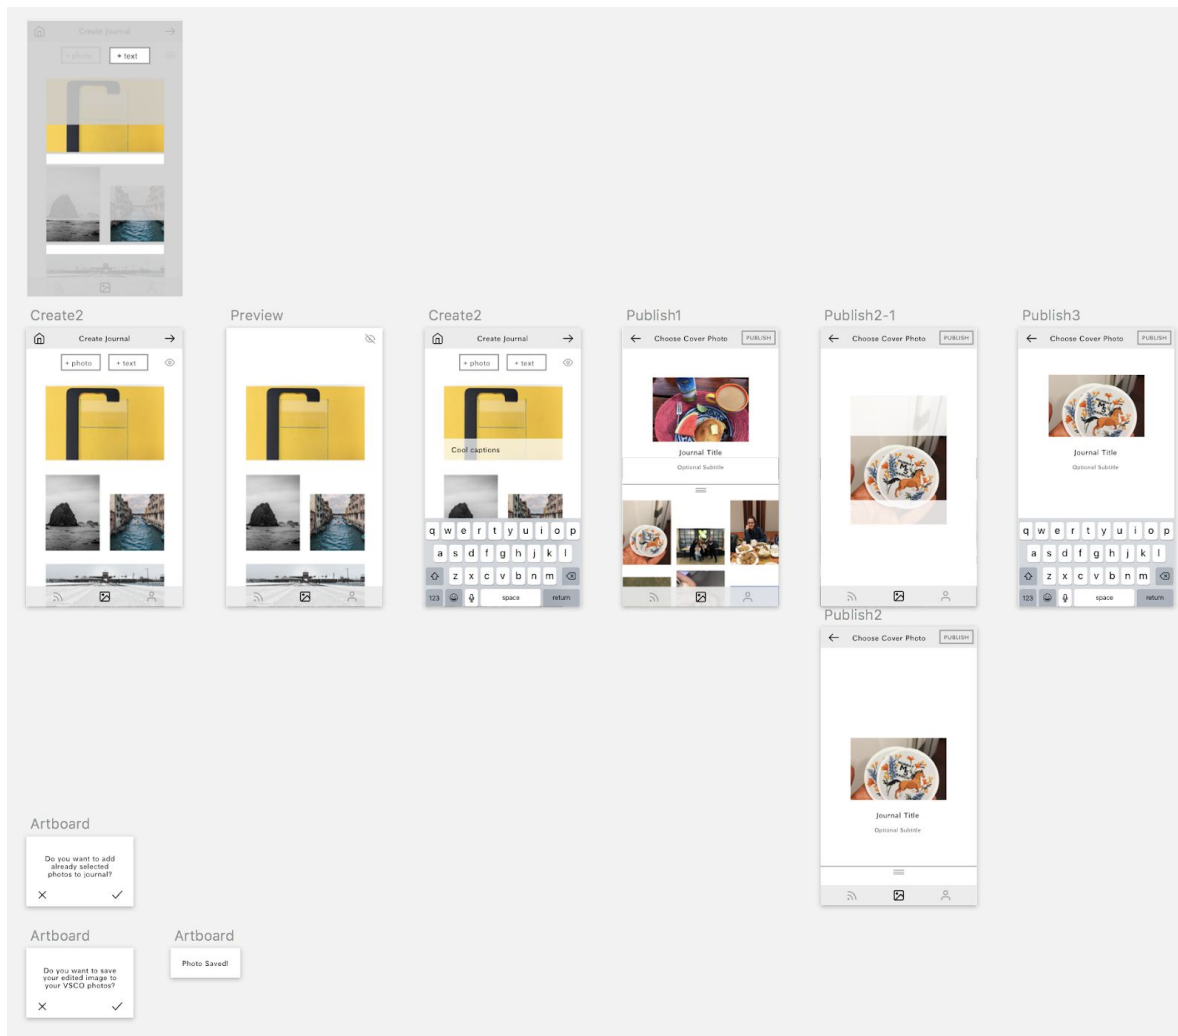 Create Journal
+ photo
+ text
Create2
Preview
Create2
Publish1
Publish2-1
Publish3
Create Journal
+ photo
+ text
Create Journal
+ photo
+ text
Cool captions
q w e r t y u i o p
a s d f g h j k l
z x c v b n m
123
space
return
Choose Cover Photo
PUBLISH
Journal Title
Optional Subtitle
Choose Cover Photo
PUBLISH
Choose Cover Photo
PUBLISH
Journal Title
Optional Subtitle
q w e r t y u i o p
a s d f g h j k l
z x c v b n m
123
space
return
Publish2
Choose Cover Photo
PUBLISH
Journal Title
Optional Subtitle
Artboard
Do you want to add
already selected
photos to journal?
Artboard
Do you want to save
your edited image to
your VSCO photos?
Artboard
Photo Saved!